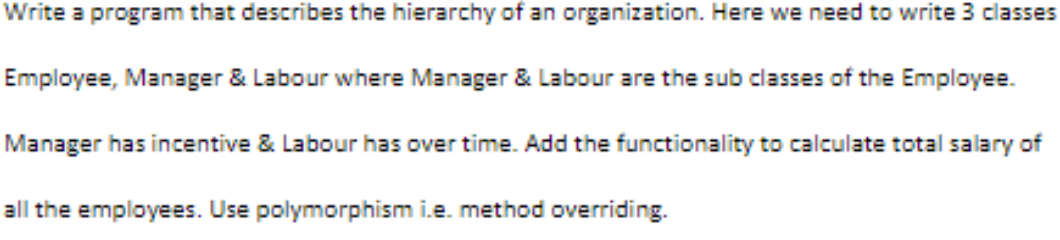 Write a program that describes the hierarchy of an organization. Here we need to write 3 classes
Employee, Manager & Labour where Manager & Labour are the sub classes of the Employee.
Manager has incentive & Labour has over time. Add the functionality to calculate total salary of
all the employees. Use polymorphism i.e. method overriding.